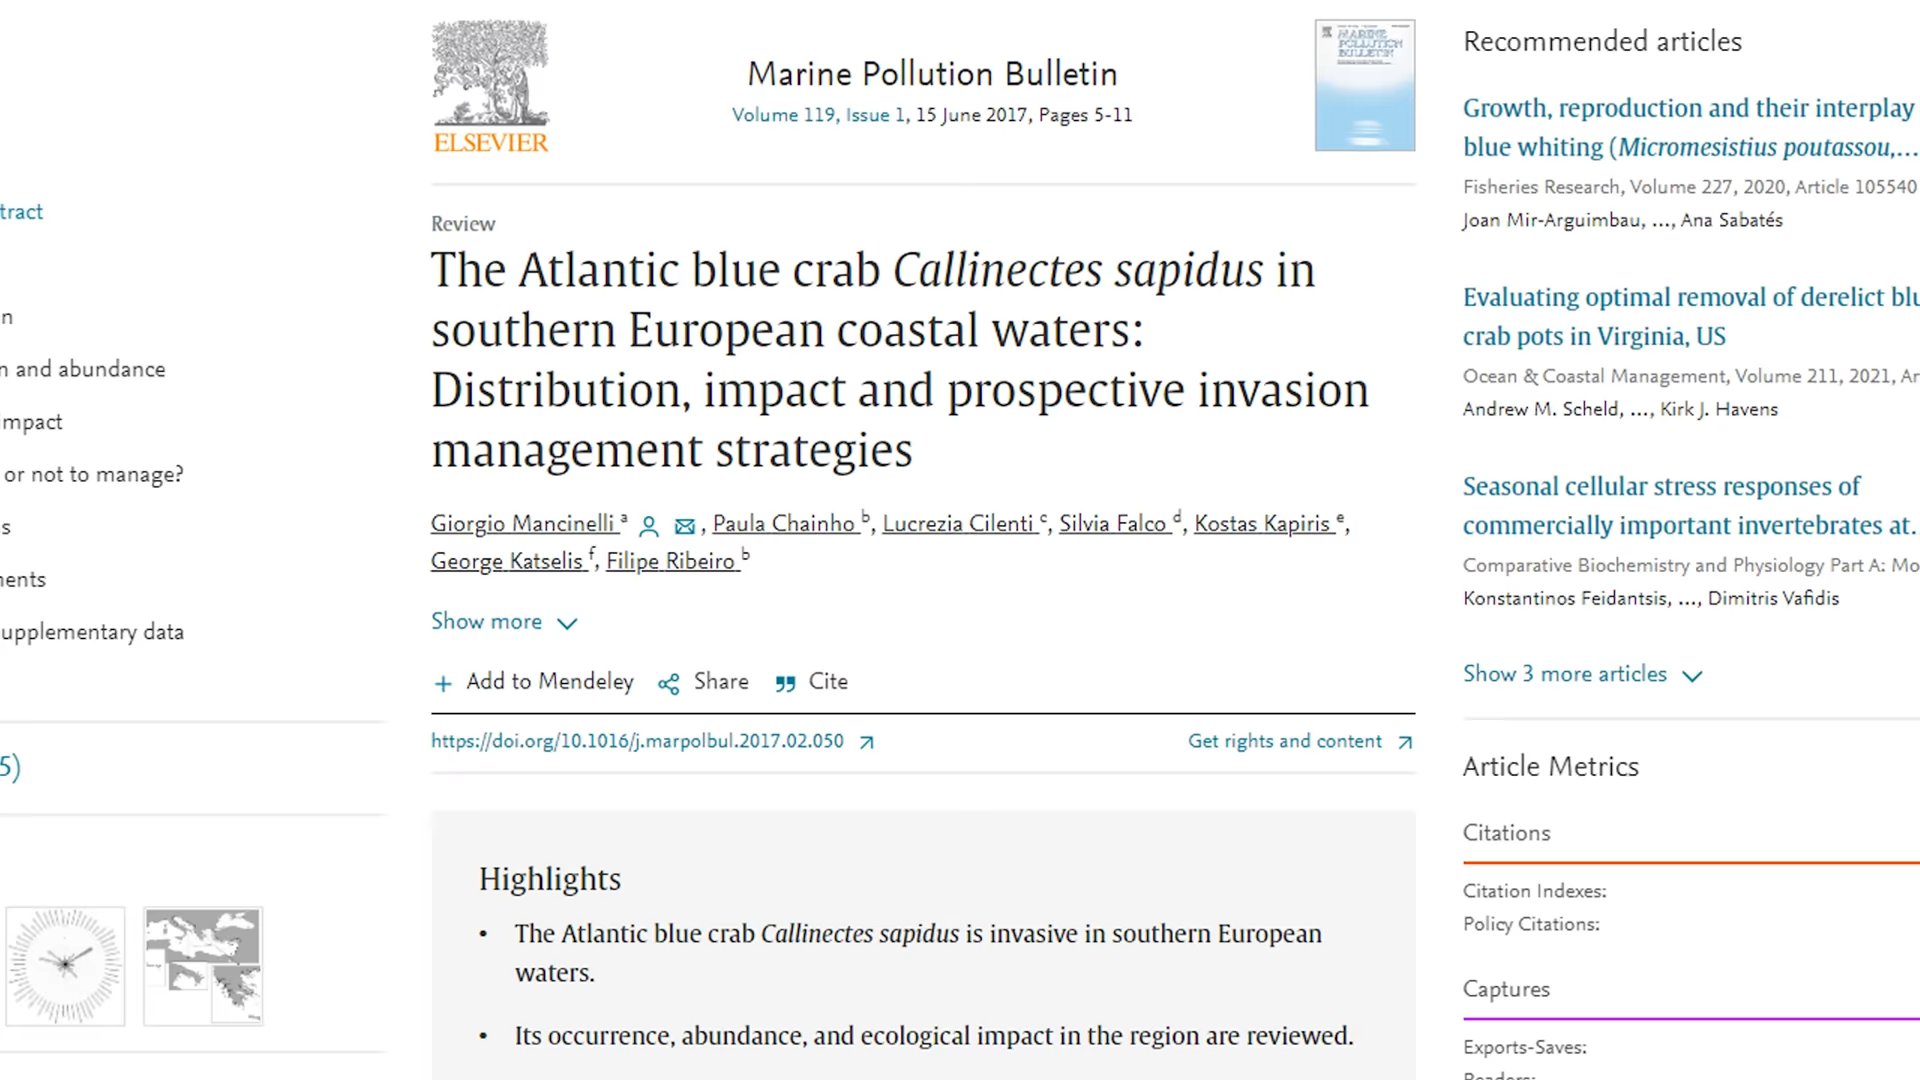 tract
n
n and abundance
mpact
or not to manage?
s
nents
upplementary data
5)
ELSEVIER
Marine Pollution Bulletin
Volume 119, Issue 1, 15 June 2017, Pages 5-11
MARINE
POLLUTION
BULLETIN
Review
The Atlantic blue crab Callinectes sapidus in
southern European coastal waters:
Distribution, impact and prospective invasion
management strategies
Giorgio Mancinelli a , Paula Chainho b, Lucrezia Cilenti c, Silvia Falco d, Kostas Kapiris e,
George Katselis f, Filipe Ribeiro b
Show more
+ Add to Mendeley Share Cite
https://doi.org/10.1016/j.marpolbul.2017.02.050 Get rights and content
Highlights
• The Atlantic blue crab Callinectes sapidus is invasive in southern European
waters.
• Its occurrence, abundance, and ecological impact in the region are reviewed.
Recommended articles
Growth, reproduction and their interplay
blue whiting (Micromesistius poutassou,…
Fisheries Research, Volume 227, 2020, Article 105540
Joan Mir-Arguimbau, …, Ana Sabatés
Evaluating optimal removal of derelict blu
crab pots in Virginia, US
Ocean & Coastal Management, Volume 211, 2021, Ar
Andrew M. Scheld, …, Kirk J. Havens
Seasonal cellular stress responses of
commercially important invertebrates at.
Comparative Biochemistry and Physiology Part A: Mo
Konstantinos Feidantsis, …, Dimitris Vafidis
Show 3 more articles
Article Metrics
Citations
Citation Indexes:
Policy Citations:
Captures
Exports-Saves:
Readers: